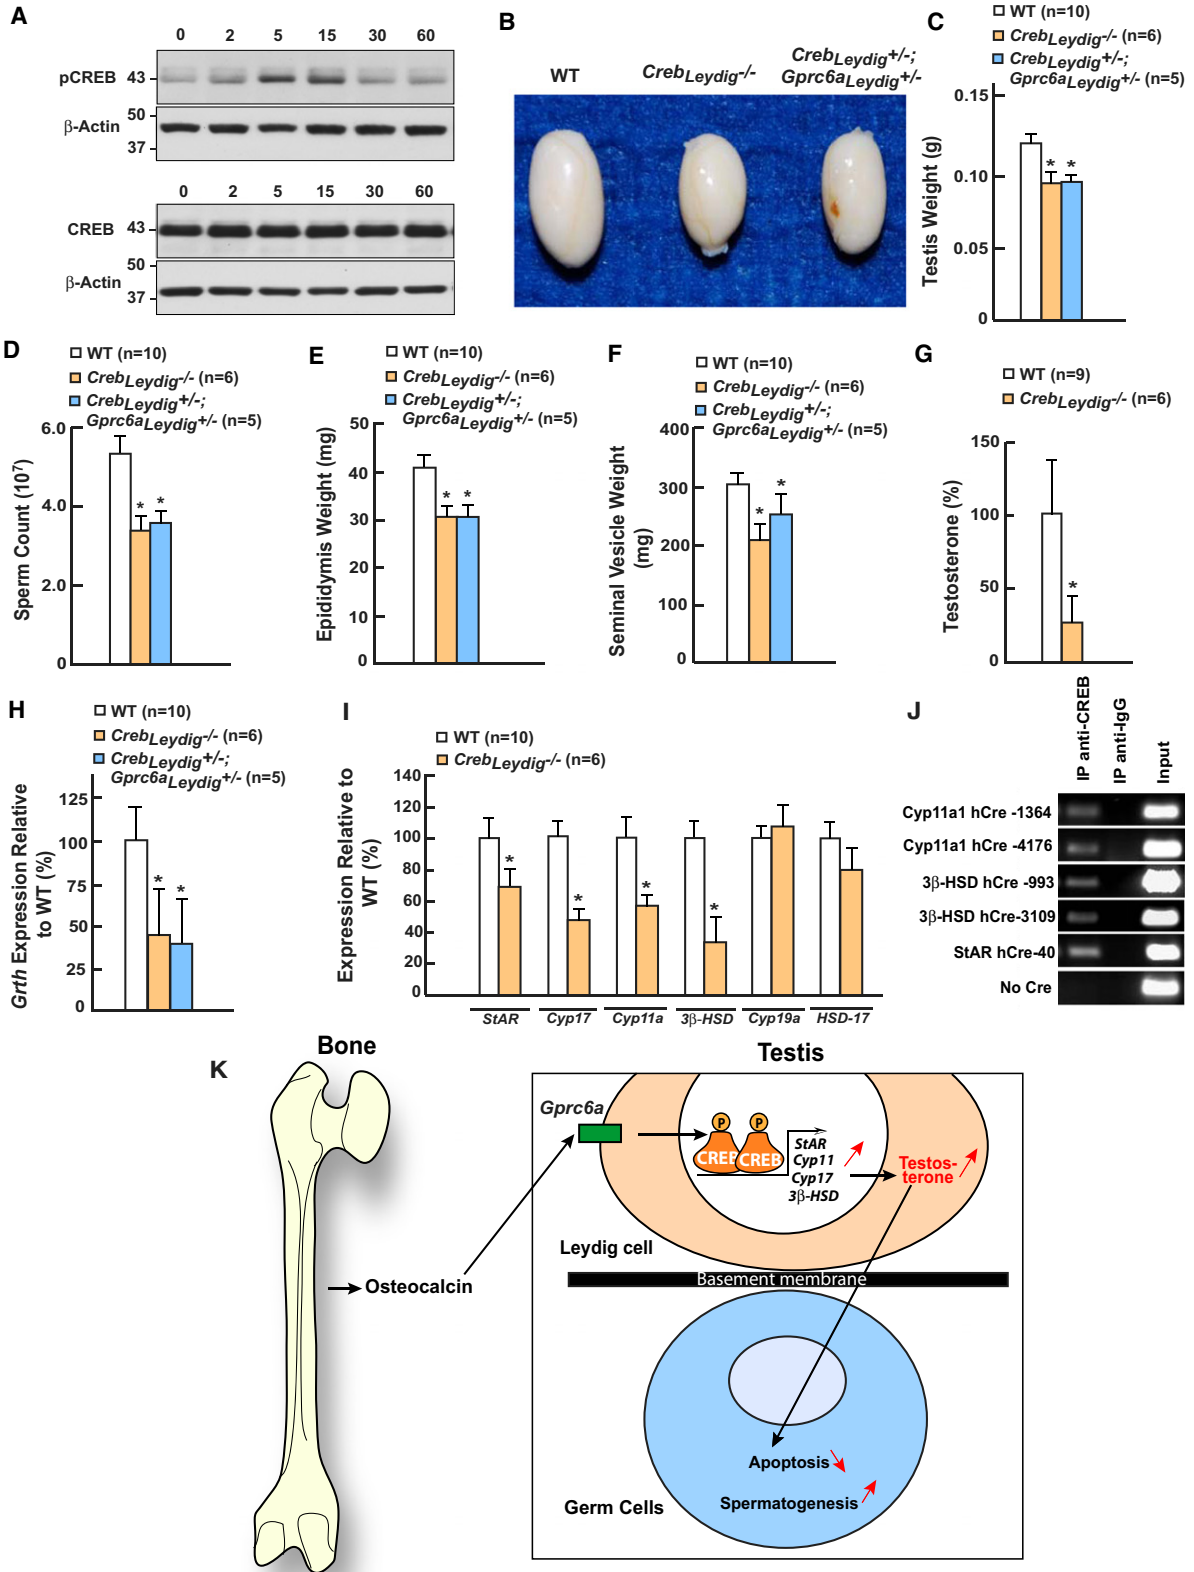 A
0 2 5 15 30 60
pCREB 43
β-Actin 50
37
0 2 5 15 30 60
CREB 43
β-Actin 50
37
B
WT
CrebLeydig-/-
CrebLeydig+/-;
Gprc6aLeydig+/-
C
WT (n=10)
CrebLeydig-/- (n=6)
CrebLeydig+/-;
Gprc6aLeydig+/- (n=5)
Testis Weight (g)
0.15
0.10
0.05
0
* *
D
WT (n=10)
CrebLeydig-/- (n=6)
CrebLeydig+/-;
Gprc6aLeydig+/- (n=5)
Sperm Count (10⁷)
6.0
4.0
2.0
0
* *
E
WT (n=10)
CrebLeydig-/- (n=6)
CrebLeydig+/-;
Gprc6aLeydig+/- (n=5)
Epididymis Weight (mg)
50
40
30
20
10
0
* *
F
WT (n=10)
CrebLeydig-/- (n=6)
CrebLeydig+/-;
Gprc6aLeydig+/- (n=5)
Seminal Vesicle Weight
(mg)
400
300
200
100
0
* *
G
WT (n=9)
CrebLeydig-/- (n=6)
Testosterone (%)
150
100
50
0
*
H
WT (n=10)
CrebLeydig-/- (n=6)
CrebLeydig+/-;
Gprc6aLeydig+/- (n=5)
Grth Expression Relative
to WT (%)
125
100
75
50
25
0
* *
I
WT (n=10)
CrebLeydig-/- (n=6)
Expression Relative to
WT (%)
140
120
100
80
60
40
20
0
* * * *
StAR Cyp17 Cyp11a 3β-HSD Cyp19a HSD-17
J
IP anti-CREB
IP anti-IgG
Input
Cyp11a1 hCre -1364
Cyp11a1 hCre -4176
3β-HSD hCre -993
3β-HSD hCre-3109
StAR hCre-40
No Cre
K
Bone
Osteocalcin
Testis
Gprc6a
P P
CREB CREB
StAR
Cyp11
Cyp17
3β-HSD
Testos-
terone
Leydig cell
Basement membrane
Apoptosis
Spermatogenesis
Germ Cells